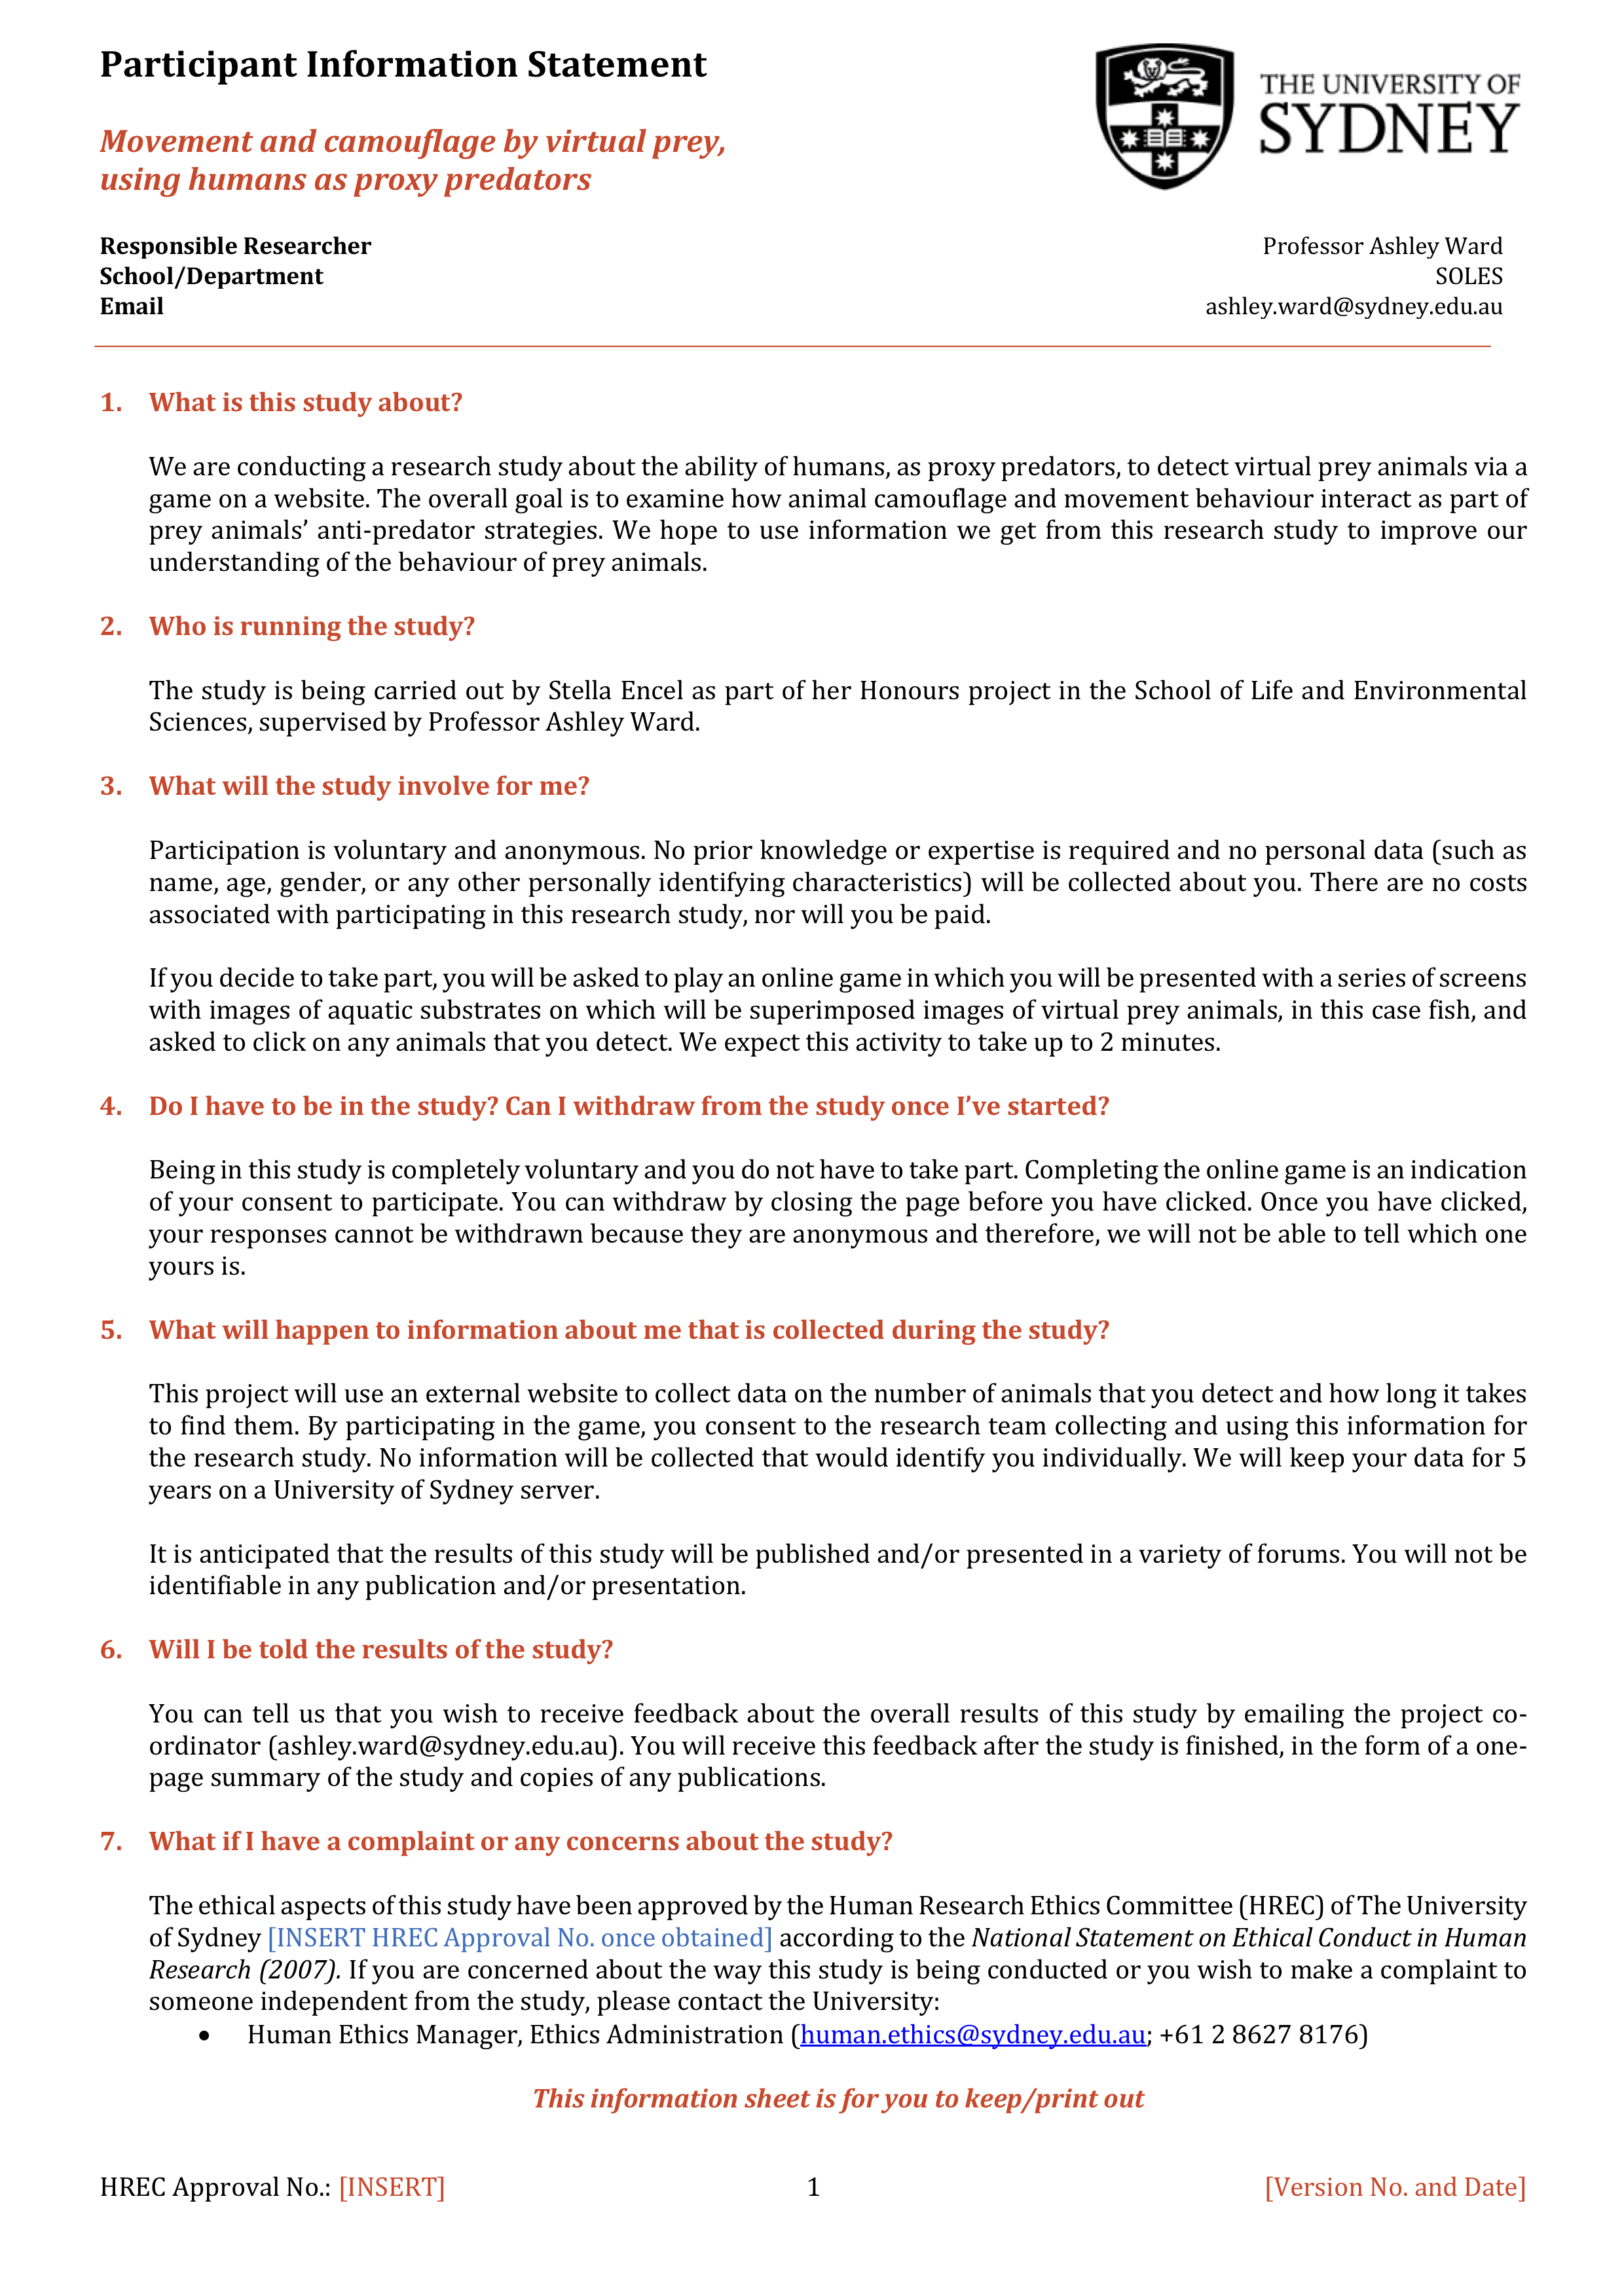 Participant Information Statement
THE UNIVERSITY OF
SYDNEY
Movement and camouflage by virtual prey,
using humans as proxy predators
Responsible Researcher
Professor Ashley Ward
School/Department
SOLES
Email
ashley.ward@sydney.edu.au
1. What is this study about?
We are conducting a research study about the ability of humans, as proxy predators, to detect virtual prey animals via a
game on a website. The overall goal is to examine how animal camouflage and movement behaviour interact as part of
prey animals’ anti-predator strategies. We hope to use information we get from this research study to improve our
understanding of the behaviour of prey animals.
2. Who is running the study?
The study is being carried out by Stella Encel as part of her Honours project in the School of Life and Environmental
Sciences, supervised by Professor Ashley Ward.
3. What will the study involve for me?
Participation is voluntary and anonymous. No prior knowledge or expertise is required and no personal data (such as
name, age, gender, or any other personally identifying characteristics) will be collected about you. There are no costs
associated with participating in this research study, nor will you be paid.
If you decide to take part, you will be asked to play an online game in which you will be presented with a series of screens
with images of aquatic substrates on which will be superimposed images of virtual prey animals, in this case fish, and
asked to click on any animals that you detect. We expect this activity to take up to 2 minutes.
4. Do I have to be in the study? Can I withdraw from the study once I’ve started?
Being in this study is completely voluntary and you do not have to take part. Completing the online game is an indication
of your consent to participate. You can withdraw by closing the page before you have clicked. Once you have clicked,
your responses cannot be withdrawn because they are anonymous and therefore, we will not be able to tell which one
yours is.
5. What will happen to information about me that is collected during the study?
This project will use an external website to collect data on the number of animals that you detect and how long it takes
to find them. By participating in the game, you consent to the research team collecting and using this information for
the research study. No information will be collected that would identify you individually. We will keep your data for 5
years on a University of Sydney server.
It is anticipated that the results of this study will be published and/or presented in a variety of forums. You will not be
identifiable in any publication and/or presentation.
6. Will I be told the results of the study?
You can tell us that you wish to receive feedback about the overall results of this study by emailing the project co-
ordinator (ashley.ward@sydney.edu.au). You will receive this feedback after the study is finished, in the form of a one-
page summary of the study and copies of any publications.
7. What if I have a complaint or any concerns about the study?
The ethical aspects of this study have been approved by the Human Research Ethics Committee (HREC) of The University
of Sydney [INSERT HREC Approval No. once obtained] according to the National Statement on Ethical Conduct in Human
Research (2007). If you are concerned about the way this study is being conducted or you wish to make a complaint to
someone independent from the study, please contact the University:
• Human Ethics Manager, Ethics Administration (human.ethics@sydney.edu.au; +61 2 8627 8176)
This information sheet is for you to keep/print out
HREC Approval No.: [INSERT]
1
[Version No. and Date]